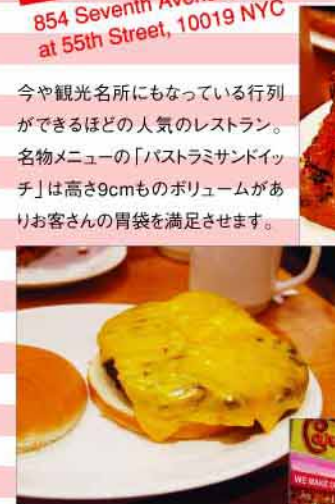 854 Seventh
at 55th Street, 10019 NYC
今や観光名所にもなっている行列
ができるほどの人気のレストラン。
名物メニューの「パストラミサンドイッ
チ」は高さ9cmものボリュームがあ
りお客さんの胃袋を満足させます。
WE MAKE